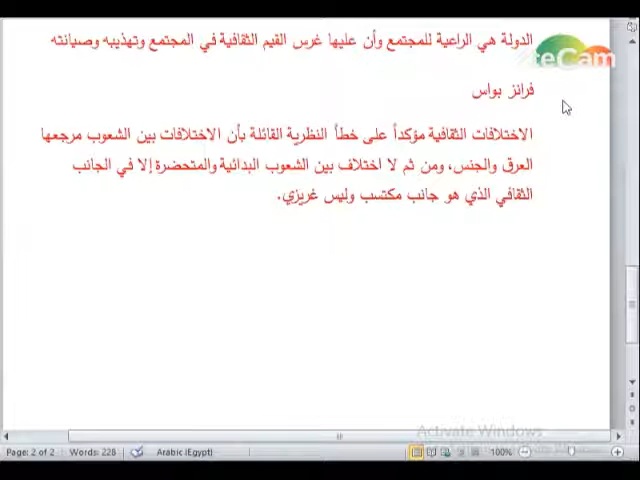 الدولة هي الراعية للمجتمع وأن عليها غرس القيم الثقافية في المجتمع وتهذيبه وصيانته
فرانز بواس
الاختلافات الثقافية مؤكداً على خطأ النظرية القائلة بأن الاختلافات بين الشعوب مرجعها
العرق والجنس، ومن ثم لا اختلاف بين الشعوب البدائية والمتحضرة إلا في الجانب
الثقافي الذي هو جانب مكتسب وليس غريزي.
Activate Windows
Page: 2 of 2 Words: 228 Arabic (Egypt) 100%